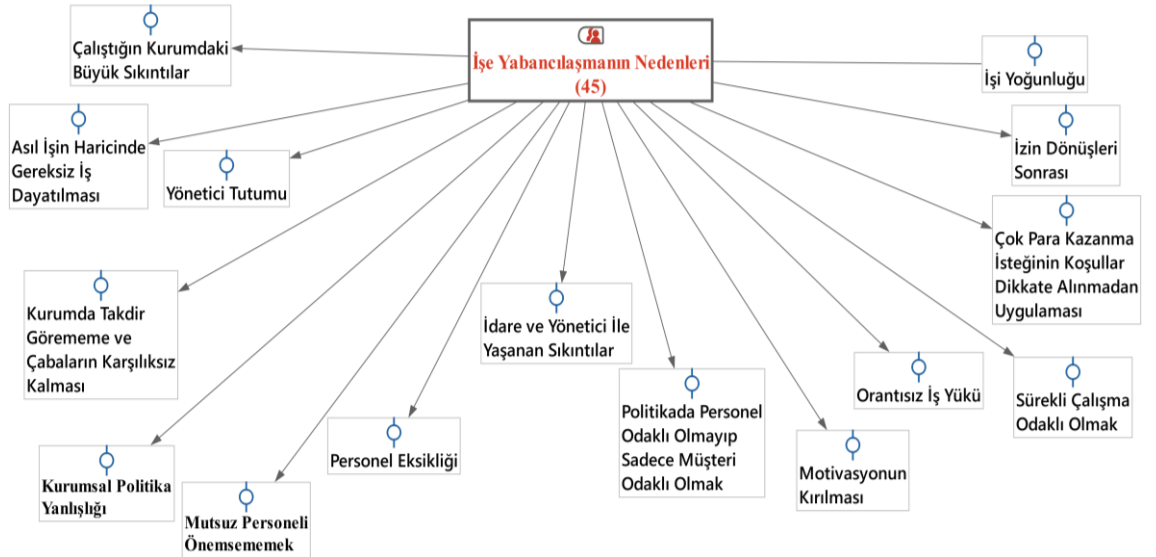 Çalıştığın Kurumdaki
Büyük Sıkıntılar
İşe Yabancılaşmanın Nedenleri
(45)
İşi Yoğunluğu
Asıl İşin Haricinde
Gereksiz İş
Dayatılması
Yönetici Tutumu
İzin Dönüşleri
Sonrası
Çok Para Kazanma
İsteğinin Koşullar
Dikkate Alınmadan
Uygulaması
Kurumda Takdir
Görememe ve
Çabaların Karşılıksız
Kalması
İdare ve Yönetici İle
Yaşanan Sıkıntılar
Orantısız İş Yükü
Sürekli Çalışma
Odaklı Olmak
Politikada Personel
Odaklı Olmayıp
Sadece Müşteri
Odaklı Olmak
Personel Eksikliği
Motivasyonun
Kırılması
Kurumsal Politika
Yanlışlığı
Mutsuz Personeli
Önemsememek